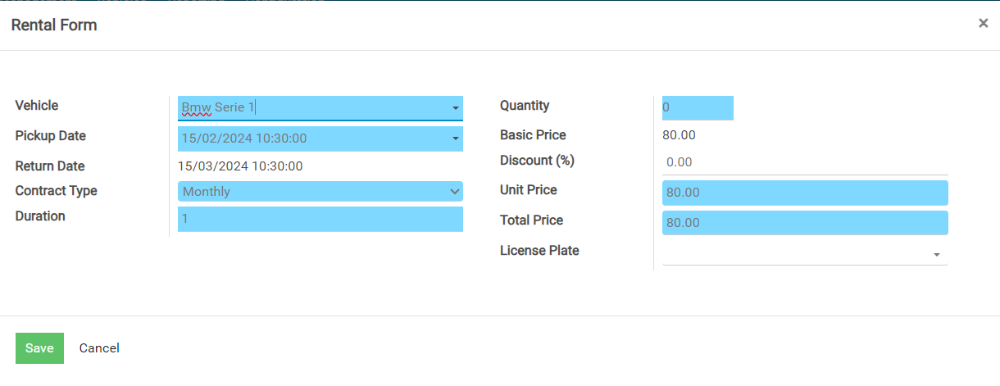 Rental Form
×
Vehicle
Bmw Serie 1
Pickup Date
15/02/2024 10:30:00
Return Date
15/03/2024 10:30:00
Contract Type
Monthly
Duration
1
Quantity
0
Basic Price
80.00
Discount (%)
0.00
Unit Price
80.00
Total Price
80.00
License Plate
Save
Cancel